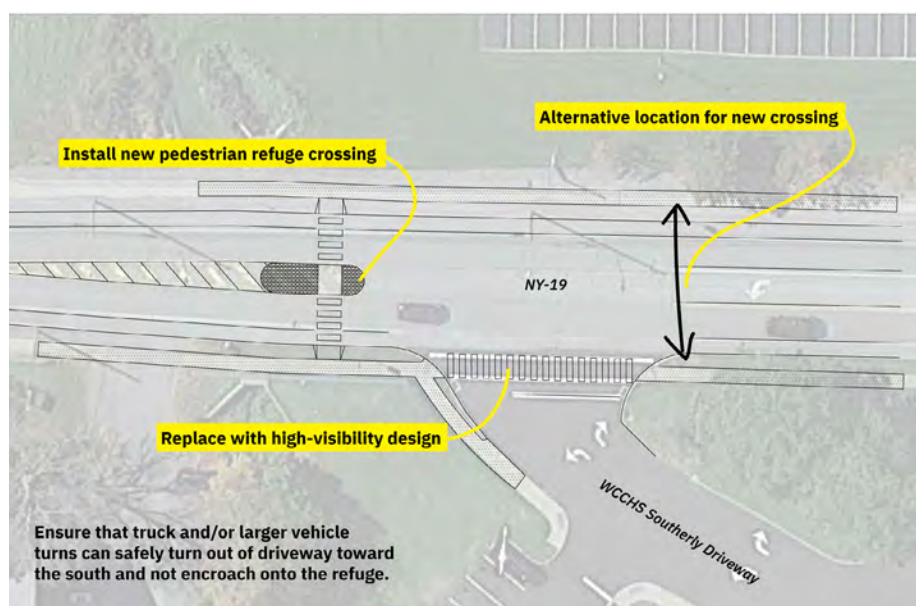 Alternative location for new crossing
Install new pedestrian refuge crossing
NY-19
Replace with high-visibility design
WCCHS Southerly Driveway
Ensure that truck and/or larger vehicle
turns can safely turn out of driveway toward
the south and not encroach onto the refuge.